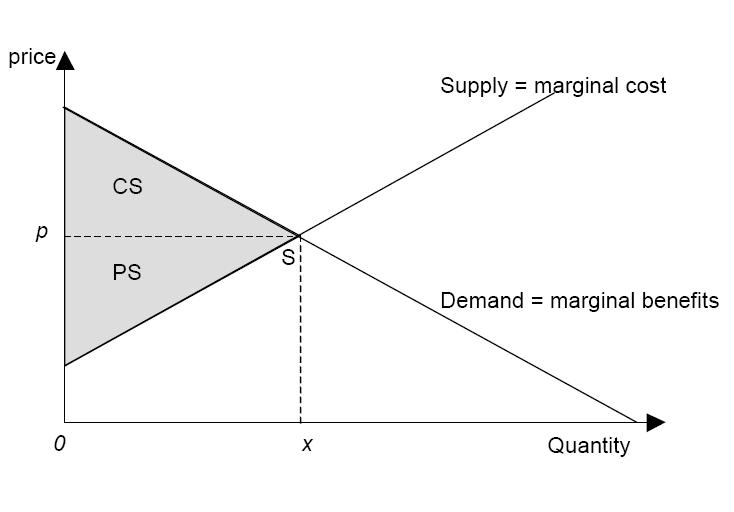 price
Supply = marginal cost
CS
p
S
PS
Demand = marginal benefits
0
x
Quantity